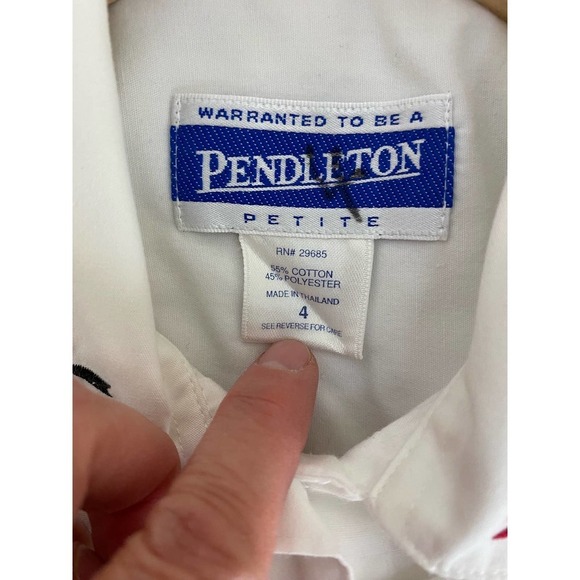 WARRANTED TO BE A
PENDLETON
PETITE
RN# 29685
55% COTTON
45% POLYESTER
MADE IN THAILAND
4
SEE REVERSE FOR CARE